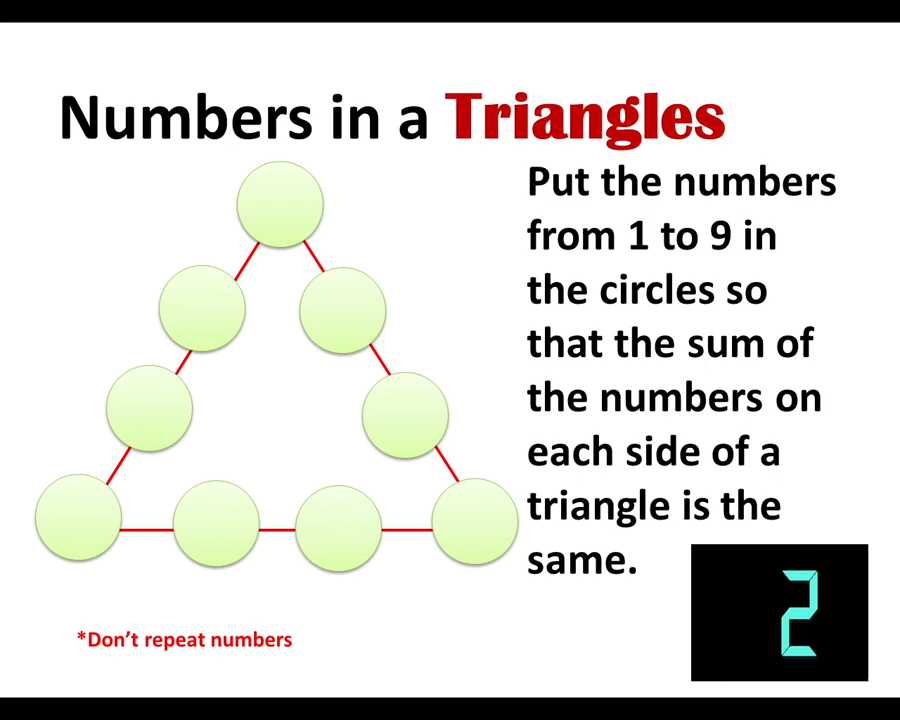 Numbers in a Triangles
Put the numbers
from 1 to 9 in
the circles so
that the sum of
the numbers on
each side of a
triangle is the
same.
2
*Don't repeat numbers